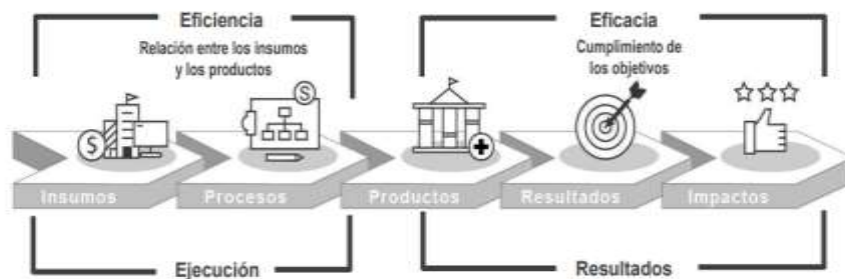 Eficiencia
Relación entre los insumos
y los productos
Eficacia
Cumplimiento de
los objetivos
$
$
Insumos
Procesos
Productos
Resultados
Impactos
Ejecución
Resultados